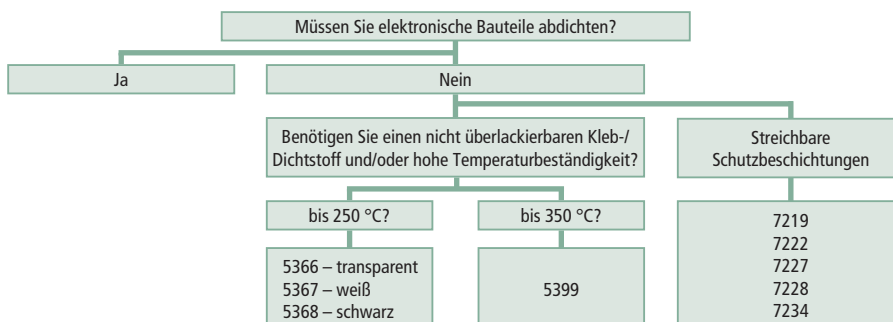 Müssen Sie elektronische Bauteile abdichten?
Ja
Nein
Benötigen Sie einen nicht überlackierbaren Kleb-/
Dichtstoff und/oder hohe Temperaturbeständigkeit?
Streichbare
Schutzbeschichtungen
bis 250 °C?
bis 350 °C?
5366 – transparent
5367 – weiß
5368 – schwarz
5399
7219
7222
7227
7228
7234